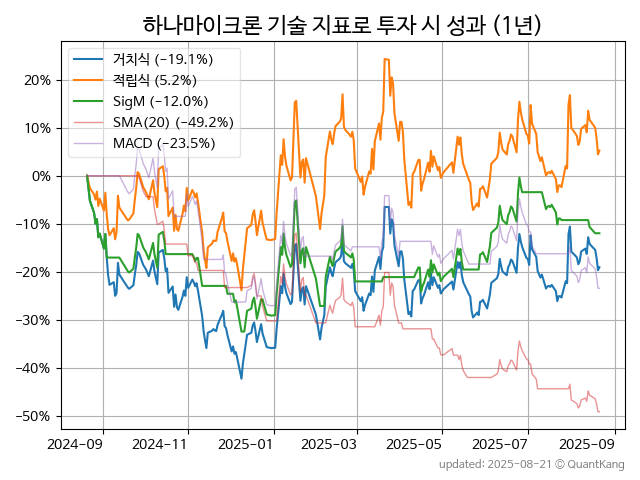 하나마이크론 기술 지표로 투자 시 성과 (1년)
거치식 (−19.1%)
적립식 (5.2%)
SigM (−12.0%)
SMA(20) (−49.2%)
MACD (−23.5%)
20%
10%
0%
−10%
−20%
−30%
−40%
−50%
2024-09 2024-11 2025-01 2025-03 2025-05 2025-07 2025-09
updated: 2025-08-21 © QuantKang